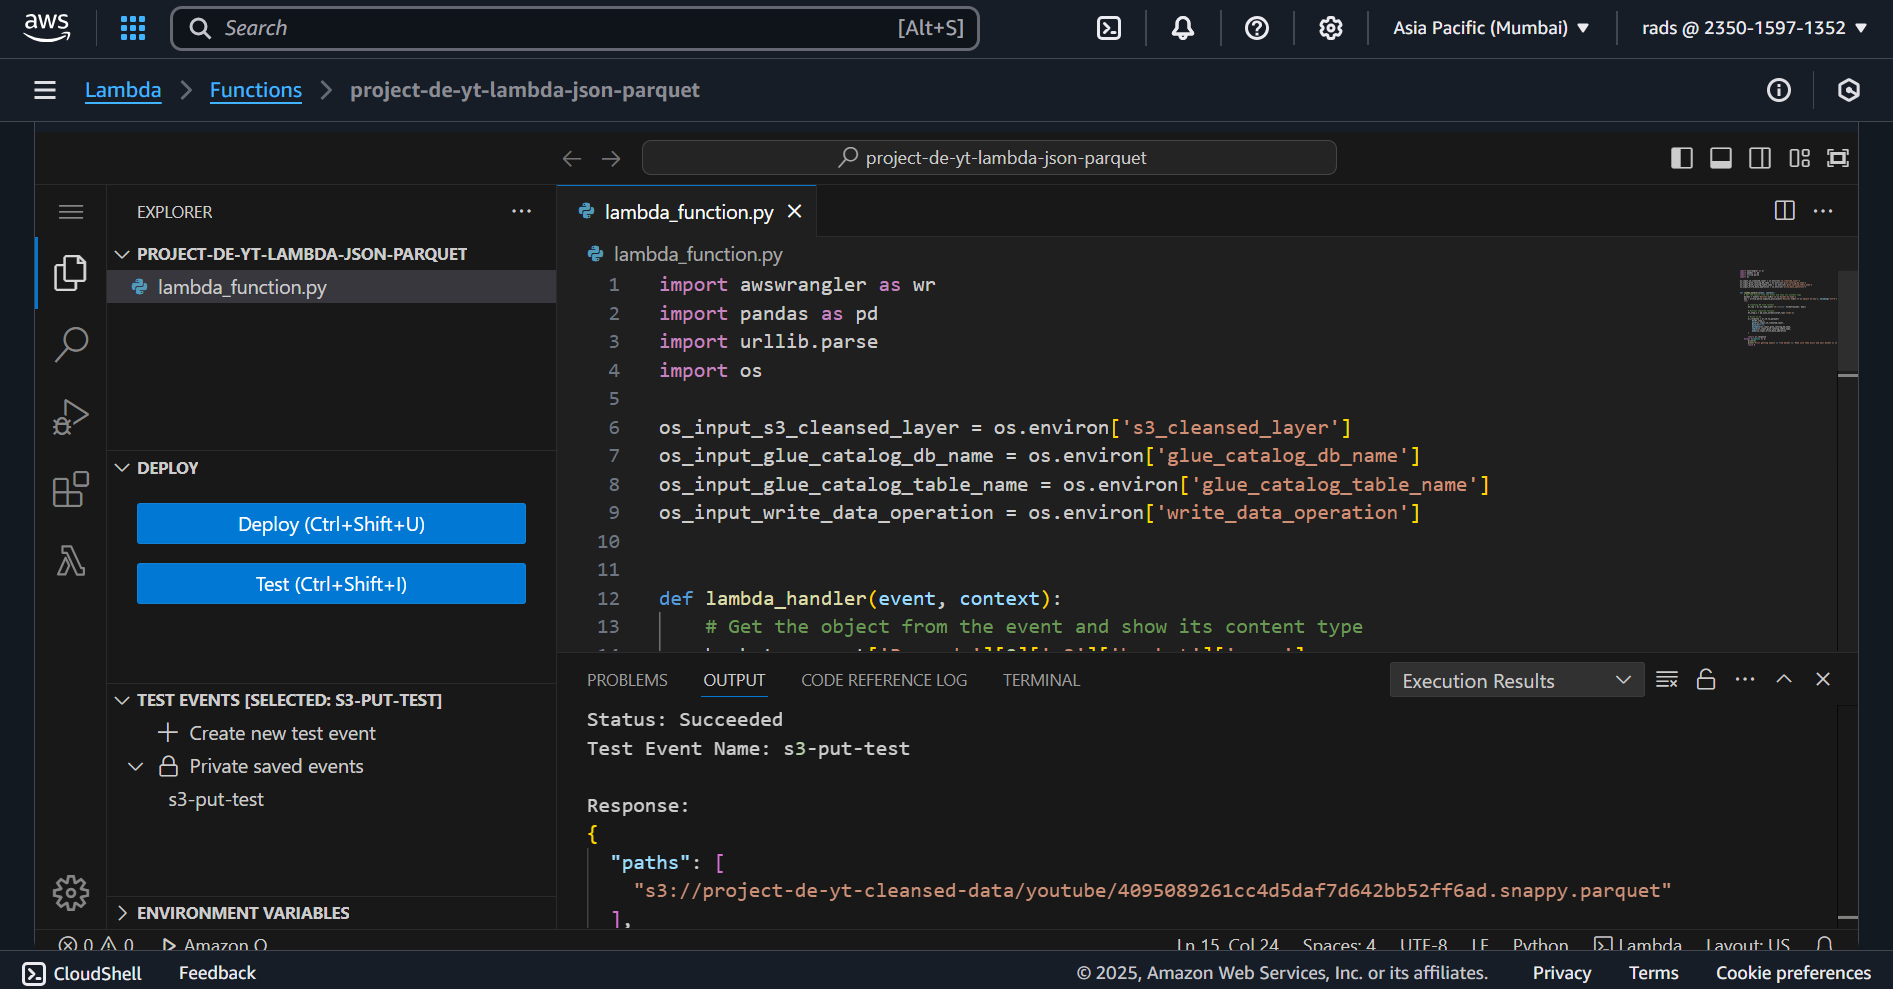 aws
Search [Alt+S]
Asia Pacific (Mumbai)
rads @ 2350-1597-1352
Lambda
Functions
project-de-yt-lambda-json-parquet
project-de-yt-lambda-json-parquet
EXPLORER
PROJECT-DE-YT-LAMBDA-JSON-PARQUET
lambda_function.py
DEPLOY
Deploy (Ctrl+Shift+U)
Test (Ctrl+Shift+I)
TEST EVENTS [SELECTED: S3-PUT-TEST]
Create new test event
Private saved events
s3-put-test
ENVIRONMENT VARIABLES
lambda_function.py
lambda_function.py
1 import awswrangler as wr
2 import pandas as pd
3 import urllib.parse
4 import os
5
6 os_input_s3_cleansed_layer = os.environ['s3_cleansed_layer']
7 os_input_glue_catalog_db_name = os.environ['glue_catalog_db_name']
8 os_input_glue_catalog_table_name = os.environ['glue_catalog_table_name']
9 os_input_write_data_operation = os.environ['write_data_operation']
10
11
12 def lambda_handler(event, context):
13 # Get the object from the event and show its content type
PROBLEMS OUTPUT CODE REFERENCE LOG TERMINAL
Execution Results
Status: Succeeded
Test Event Name: s3-put-test
Response:
{
"paths": [
"s3://project-de-yt-cleansed-data/youtube/4095089261cc4d5daf7d642bb52ff6ad.snappy.parquet"
],
0 0 Amazon Q
Ln 15, Col 24 Spaces: 4 UTF-8 LF Python Lambda Layout: US
CloudShell Feedback
© 2025, Amazon Web Services, Inc. or its affiliates. Privacy Terms Cookie preferences